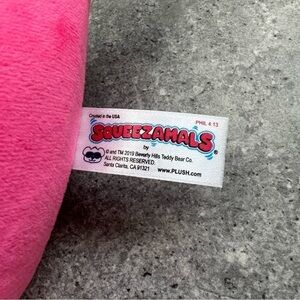 Created in the USA
PHIL 4:13
SQUEEZAMALS
by
© and TM 2019 Beverly Hills Teddy Bear Co.
ALL RIGHTS RESERVED.
Santa Clarita, CA 91321
www.PLUSH.com